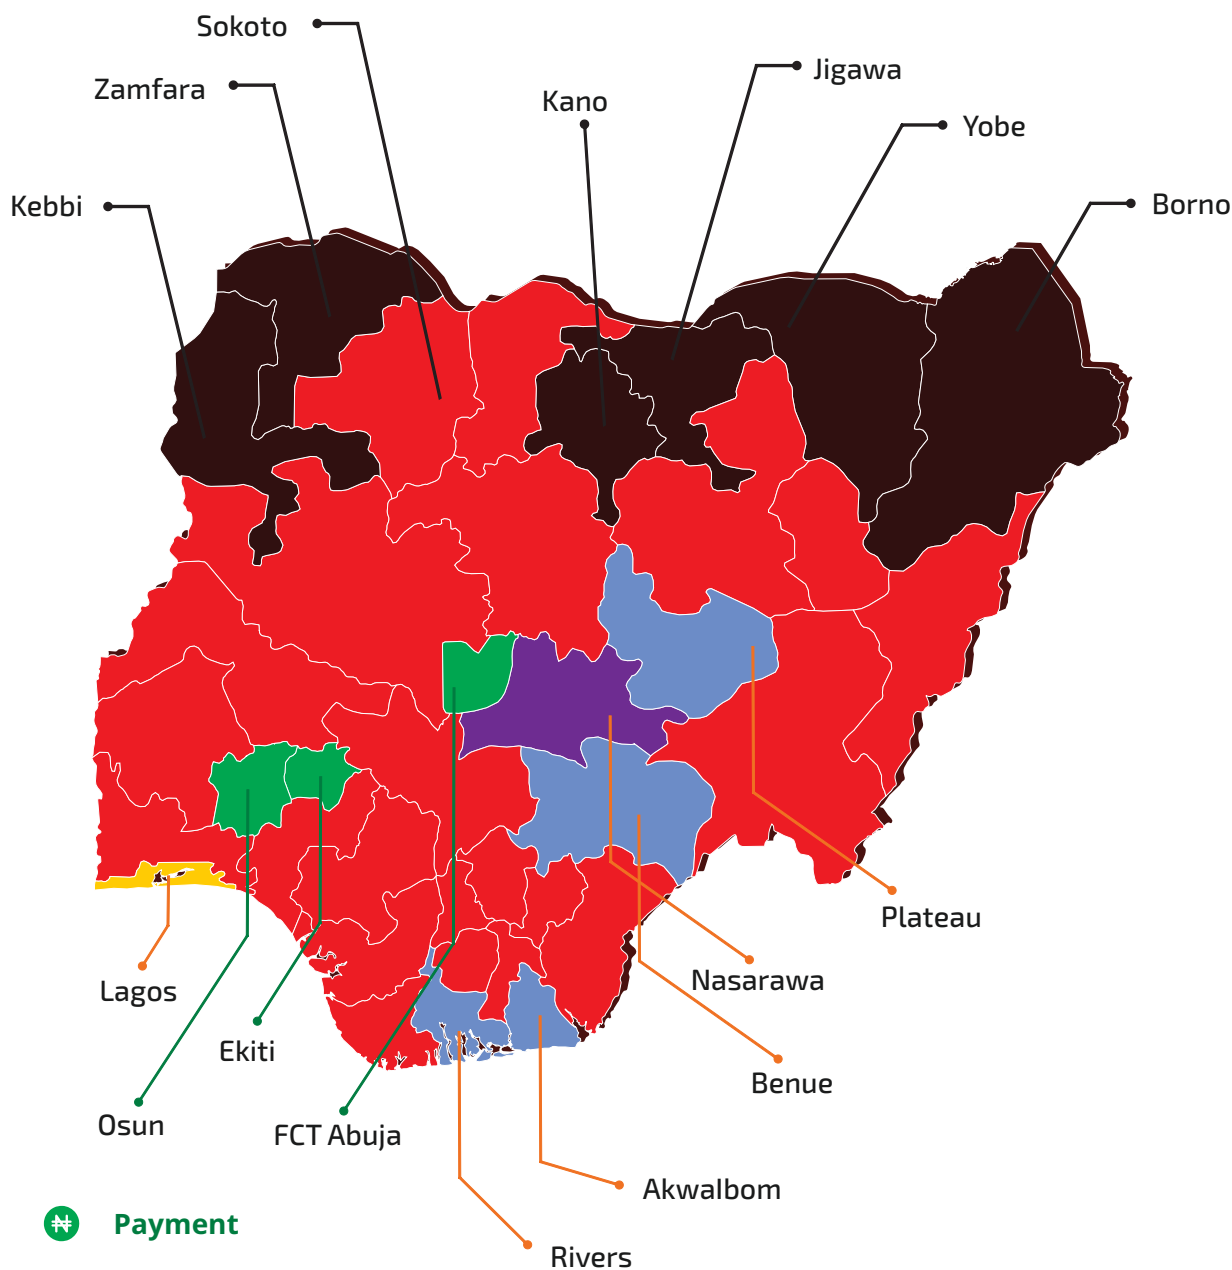 Sokoto
Zamfara
Jigawa
Kano
Yobe
Kebbi
Borno
Plateau
Nasarawa
Lagos
Ekiti
Benue
Osun
FCT Abuja
AkwaIbom
₦ Payment
Rivers